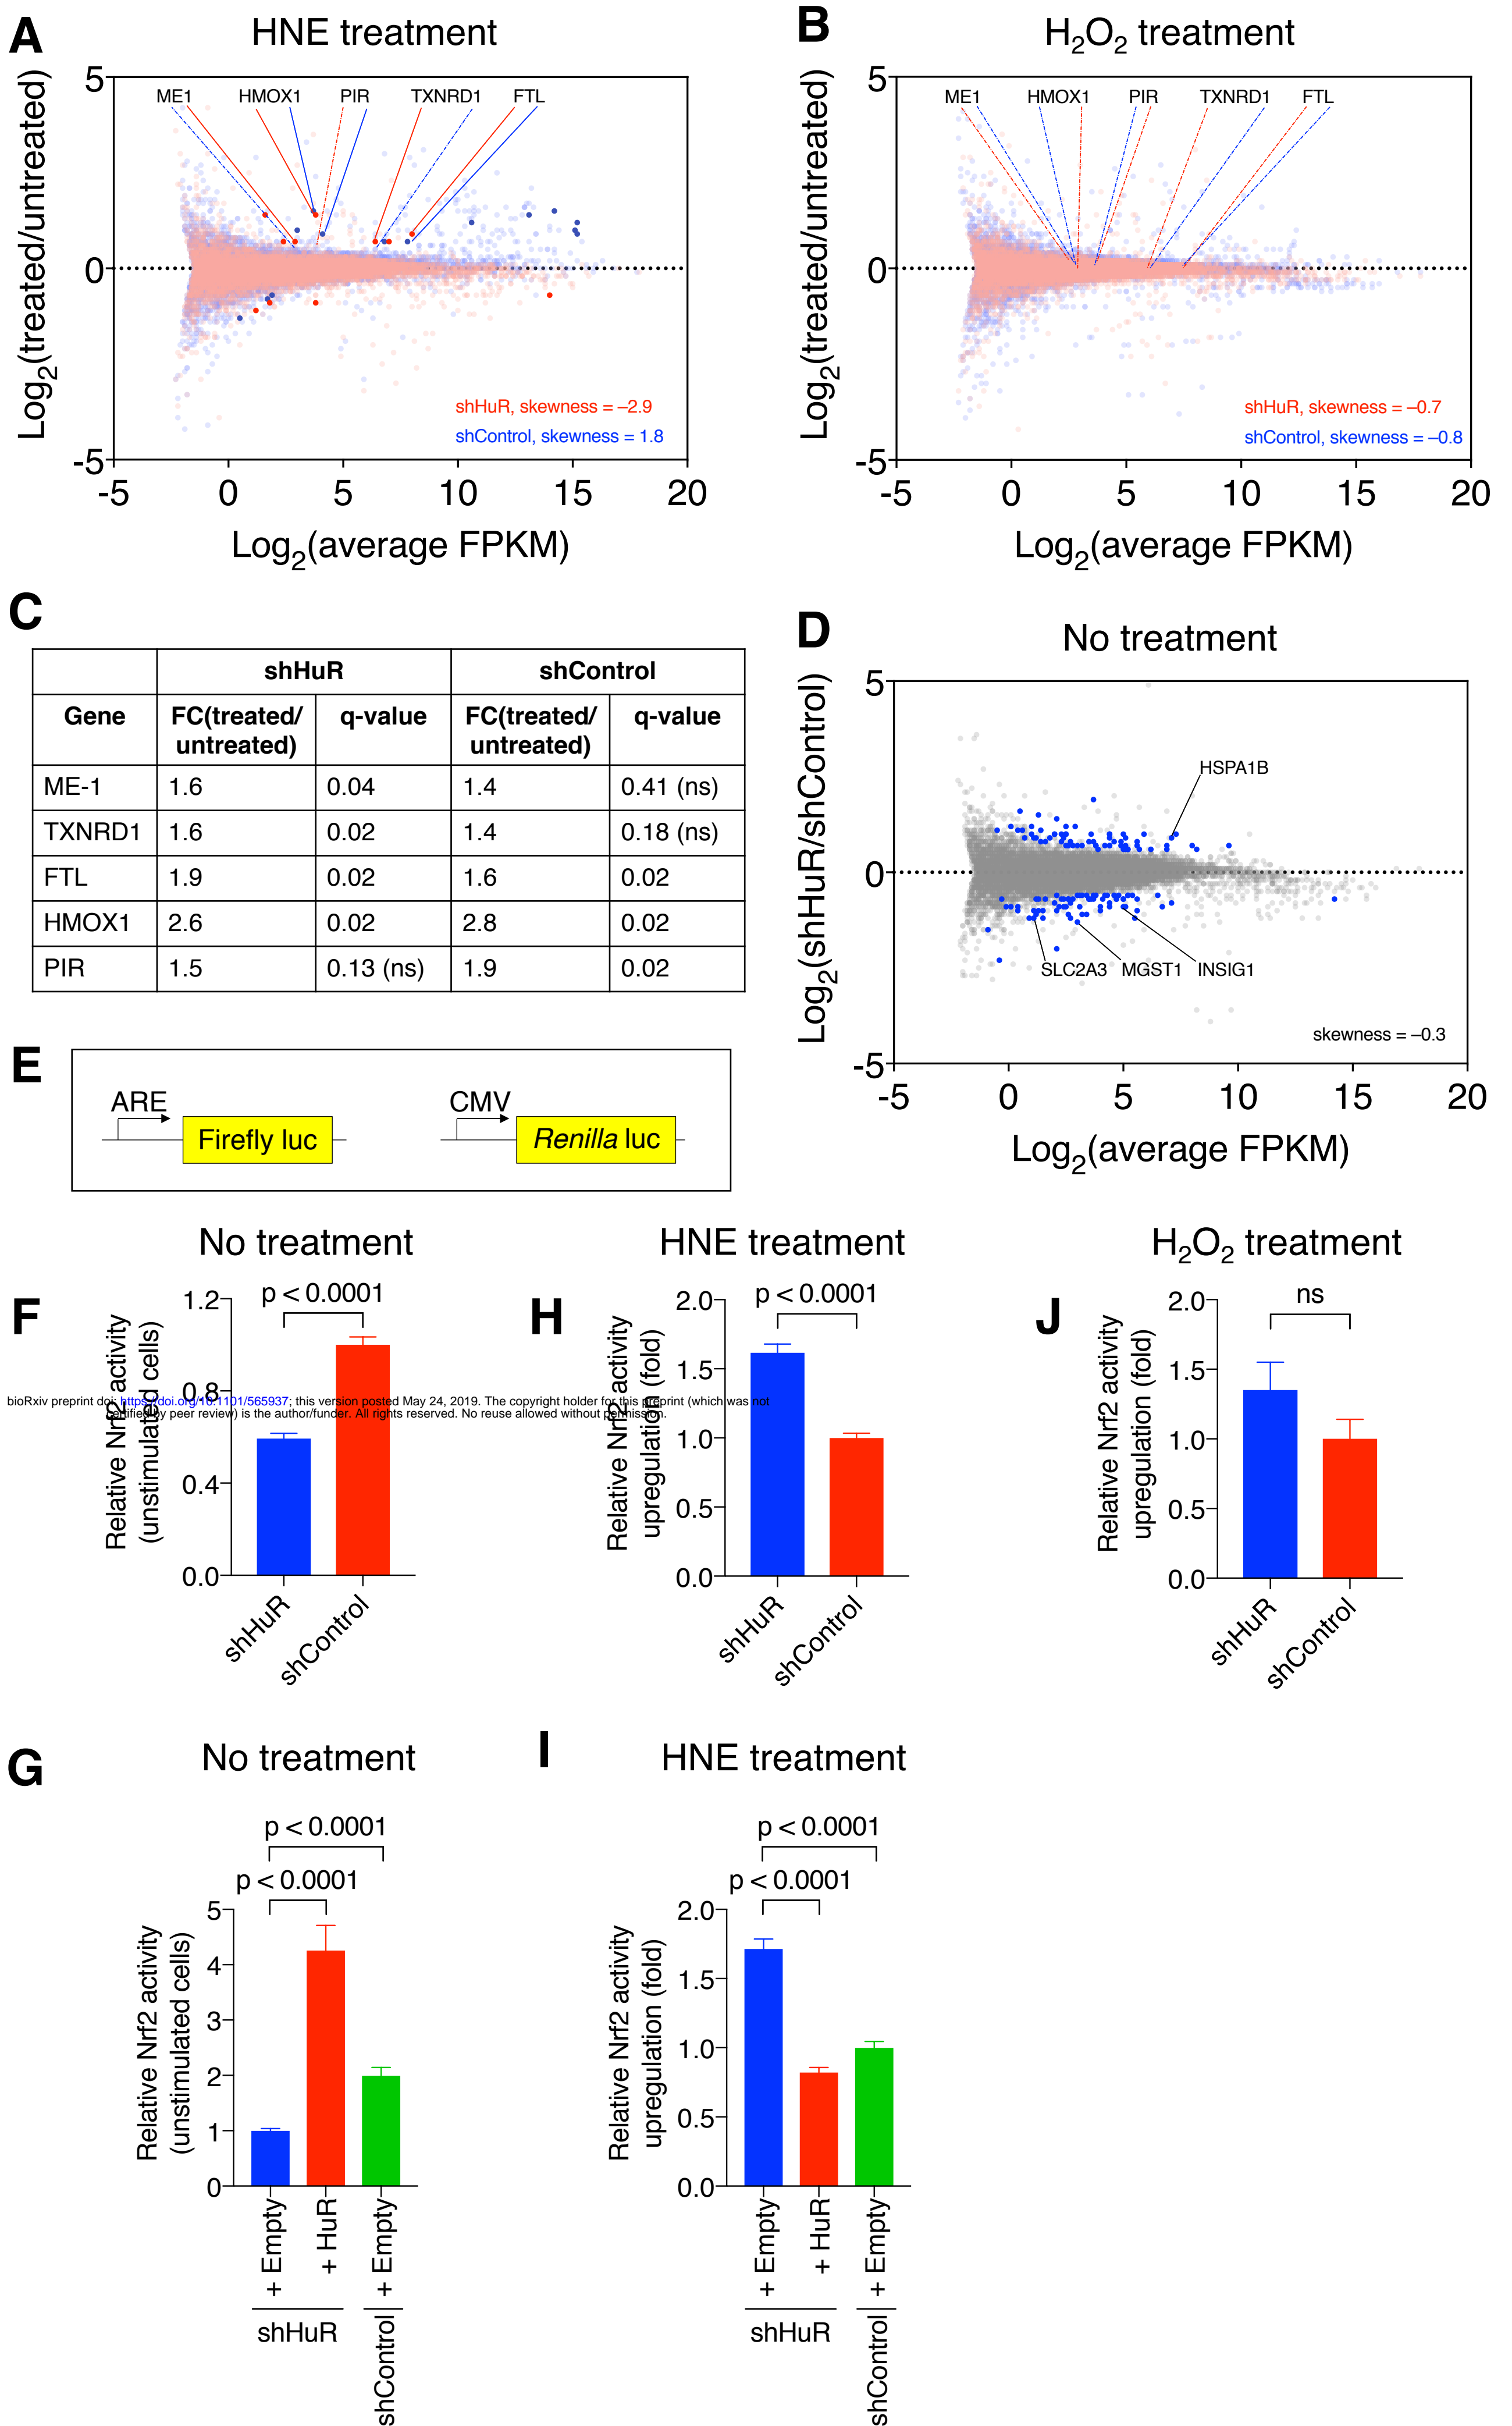 A
HNE treatment
Log2(treated/untreated)
5
0
-5
ME1 HMOX1 PIR TXNRD1 FTL
shHuR, skewness = –2.9
shControl, skewness = 1.8
-5 0 5 10 15 20
Log2(average FPKM)
B
H2O2 treatment
Log2(treated/untreated)
5
0
-5
ME1 HMOX1 PIR TXNRD1 FTL
shHuR, skewness = –0.7
shControl, skewness = –0.8
-5 0 5 10 15 20
Log2(average FPKM)
C
shHuR shControl
Gene FC(treated/ untreated) q-value FC(treated/ untreated) q-value
ME-1 1.6 0.04 1.4 0.41 (ns)
TXNRD1 1.6 0.02 1.4 0.18 (ns)
FTL 1.9 0.02 1.6 0.02
HMOX1 2.6 0.02 2.8 0.02
PIR 1.5 0.13 (ns) 1.9 0.02
D
No treatment
Log2(shHuR/shControl)
5
0
-5
HSPA1B
SLC2A3 MGST1 INSIG1
skewness = –0.3
-5 0 5 10 15 20
Log2(average FPKM)
E
ARE
Firefly luc
CMV
Renilla luc
F
No treatment
p < 0.0001
Relative Nrf2 activity
(unstimulated cells)
1.2
0.8
0.4
0.0
shHuR
shControl
H
HNE treatment
p < 0.0001
Relative Nrf2 activity
upregulation (fold)
2.0
1.5
1.0
0.5
0.0
shHuR
shControl
J
H2O2 treatment
ns
Relative Nrf2 activity
upregulation (fold)
2.0
1.5
1.0
0.5
0.0
shHuR
shControl
bioRxiv preprint doi: https://doi.org/10.1101/565937; this version posted May 24, 2019. The copyright holder for this preprint (which was not
certified by peer review) is the author/funder. All rights reserved. No reuse allowed without permission.
G
No treatment
p < 0.0001
p < 0.0001
Relative Nrf2 activity
(unstimulated cells)
5
4
3
2
1
0
+ Empty
+ HuR
+ Empty
shHuR
shControl
I
HNE treatment
p < 0.0001
p < 0.0001
Relative Nrf2 activity
upregulation (fold)
2.0
1.5
1.0
0.5
0.0
+ Empty
+ HuR
+ Empty
shHuR
shControl